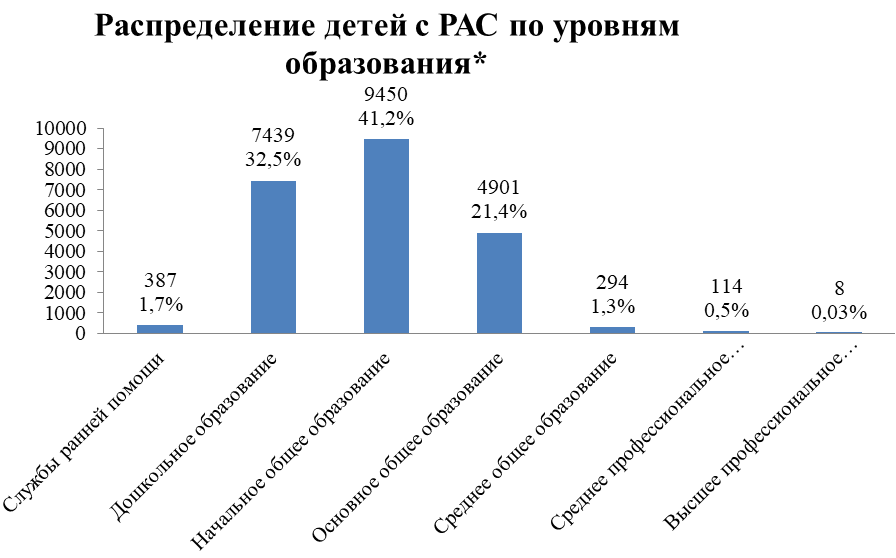 Распределение детей с РАС по уровням
образования*
10000
9000
8000
7000
6000
5000
4000
3000
2000
1000
0
387
1,7%
7439
32,5%
9450
41,2%
4901
21,4%
294
1,3%
114
0,5%
8
0,03%
Службы ранней помощи
Дошкольное образование
Начальное общее образование
Основное общее образование
Среднее общее образование
Среднее профессиональное…
Высшее профессиональное…